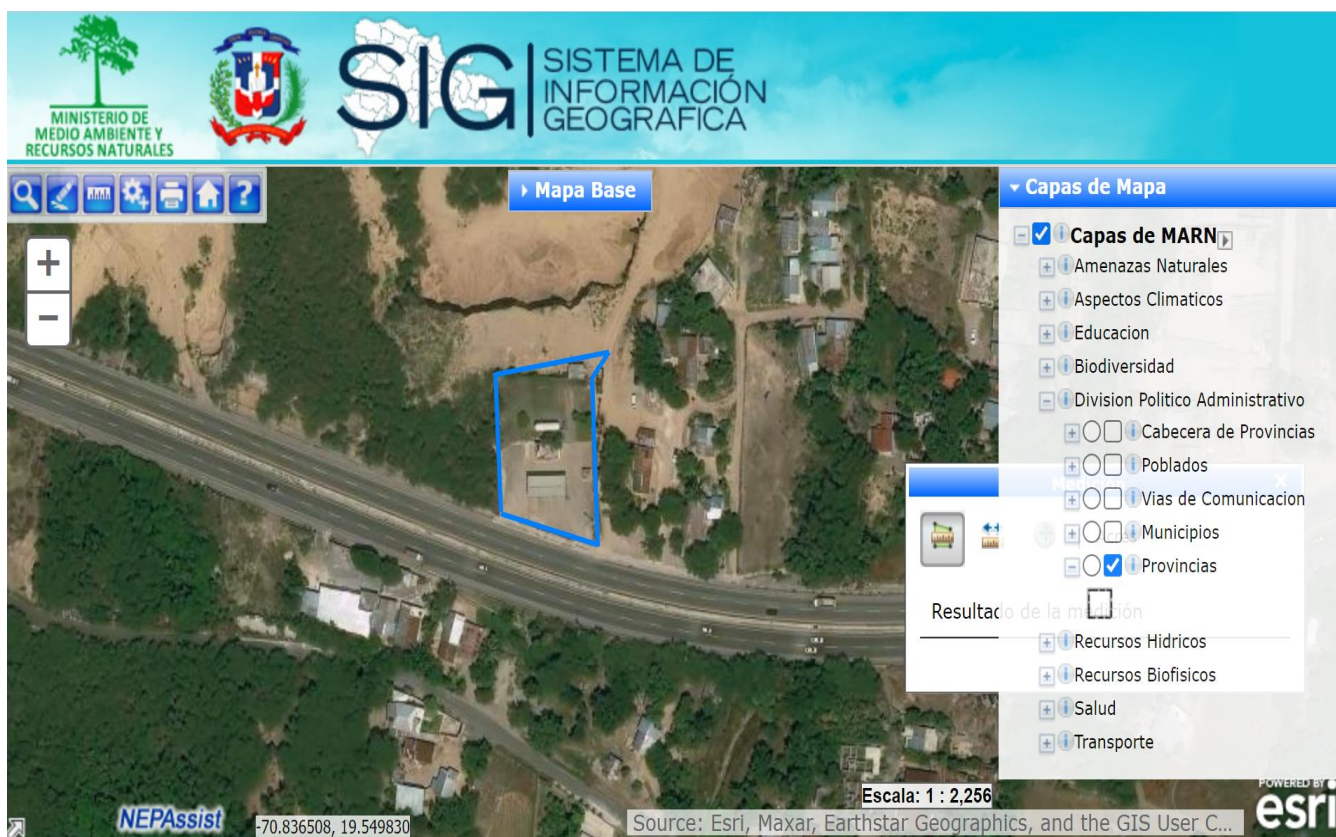 MINISTERIO DE
MEDIO AMBIENTE Y
RECURSOS NATURALES
SIG
SISTEMA DE
INFORMACIÓN
GEOGRAFICA
?
Mapa Base
Capas de Mapa
+
−
Capas de MARN
Amenazas Naturales
Aspectos Climaticos
Educacion
Biodiversidad
Division Politico Administrativo
Cabecera de Provincias
Poblados
Vias de Comunicacion
Municipios
Provincias
Resultado de la medición
Recursos Hidricos
Recursos Biofisicos
Salud
Transporte
Escala: 1 : 2,256
NEPAssist
-70.836508, 19.549830
Source: Esri, Maxar, Earthstar Geographics, and the GIS User C...
POWERED BY
esri